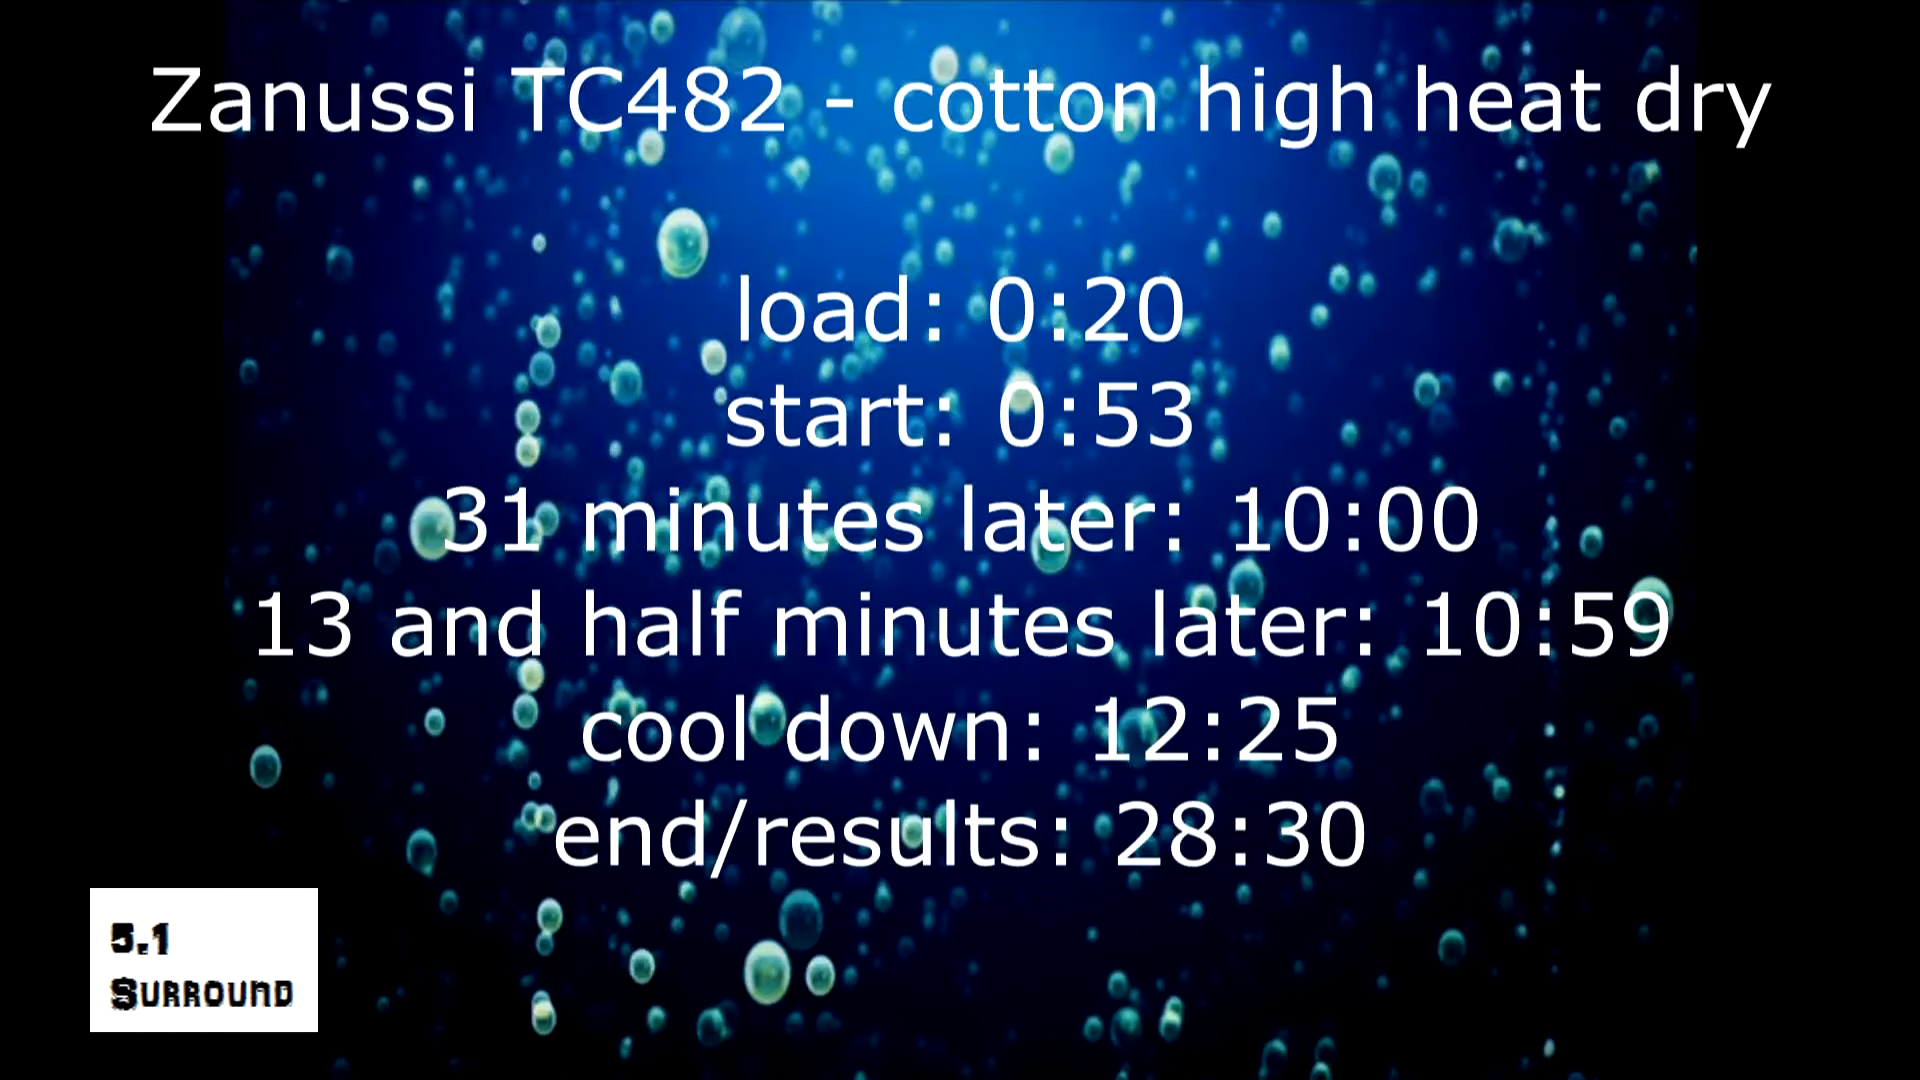 Zanussi TC482 - cotton high heat dry
load: 0:20
start: 0:53
31 minutes later: 10:00
13 and half minutes later: 10:59
cool down: 12:25
end/results: 28:30
5.1
Surround